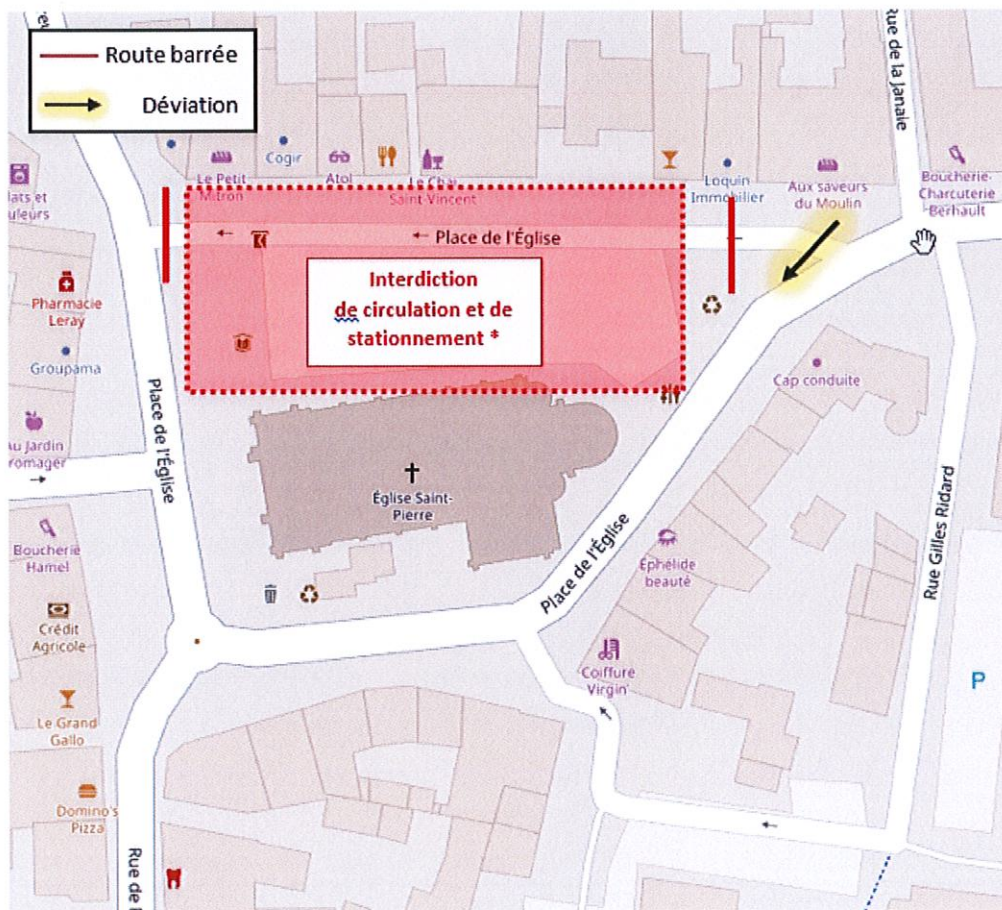 Route barrée
Déviation
Rue de la Janaie
Cogir
Le Petit
Mitron
Atol
Le Chai
Saint-Vincent
Loquin
Immobilier
Aux saveurs
du Moulin
Boucherie-
Charcuterie
Berhault
← Place de l'Église
Interdiction
de circulation et de
stationnement *
Pharmacie
Leray
Groupama
Place de l'Église
Cap conduite
Au Jardin
Église Saint-
Pierre
Boucherie
Hamel
Place de l'Église
Éphélide
beauté
Rue Gilles Ridard
Crédit
Agricole
Coiffure
Virgin'
P
Le Grand
Gallo
Domino's
Pizza
Rue de